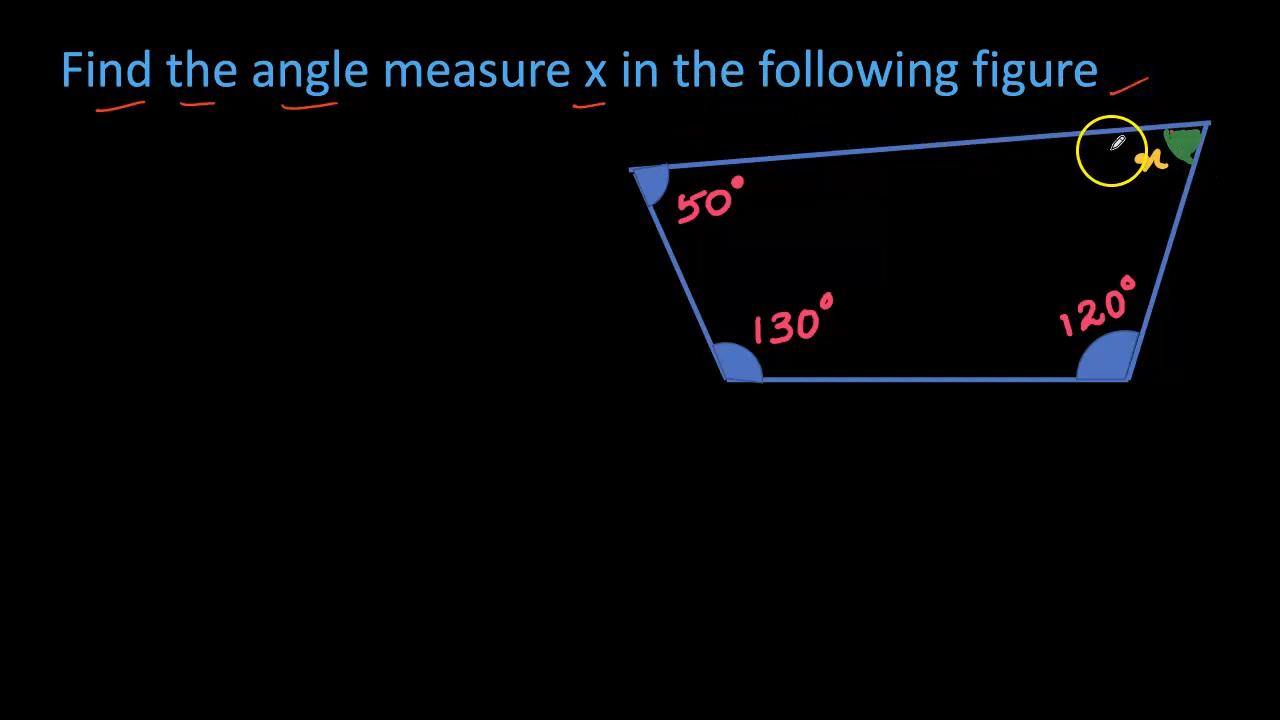 Find the angle measure x in the following figure
x
50°
130°
120°